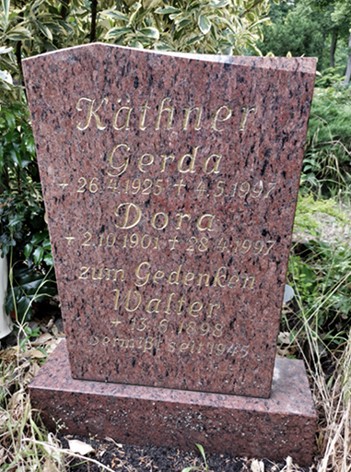 Käthner
Gerda
* 26.4.1925 † 4.5.1997
Dora
* 2.10.1901 † 28.4.1997
zum Gedenken
Walter
* 13.6.1898
vermißt seit 1945